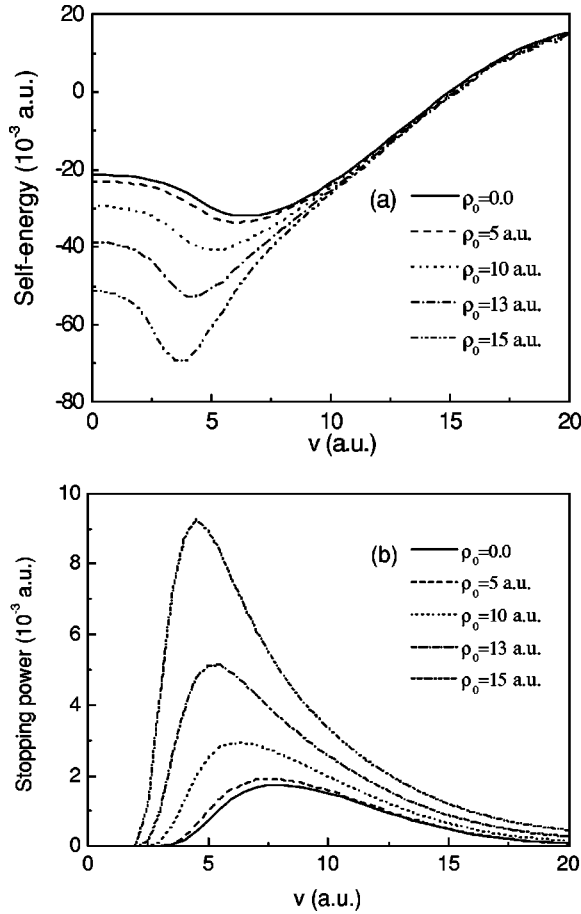 20
0
-20
-40
-60
-80
Self-energy (10⁻³ a.u.)
(a)
ρ₀=0.0
ρ₀=5 a.u.
ρ₀=10 a.u.
ρ₀=13 a.u.
ρ₀=15 a.u.
0 5 10 15 20
v (a.u.)
10
8
6
4
2
0
Stopping power (10⁻³ a.u.)
(b)
ρ₀=0.0
ρ₀=5 a.u.
ρ₀=10 a.u.
ρ₀=13 a.u.
ρ₀=15 a.u.
0 5 10 15 20
v (a.u.)